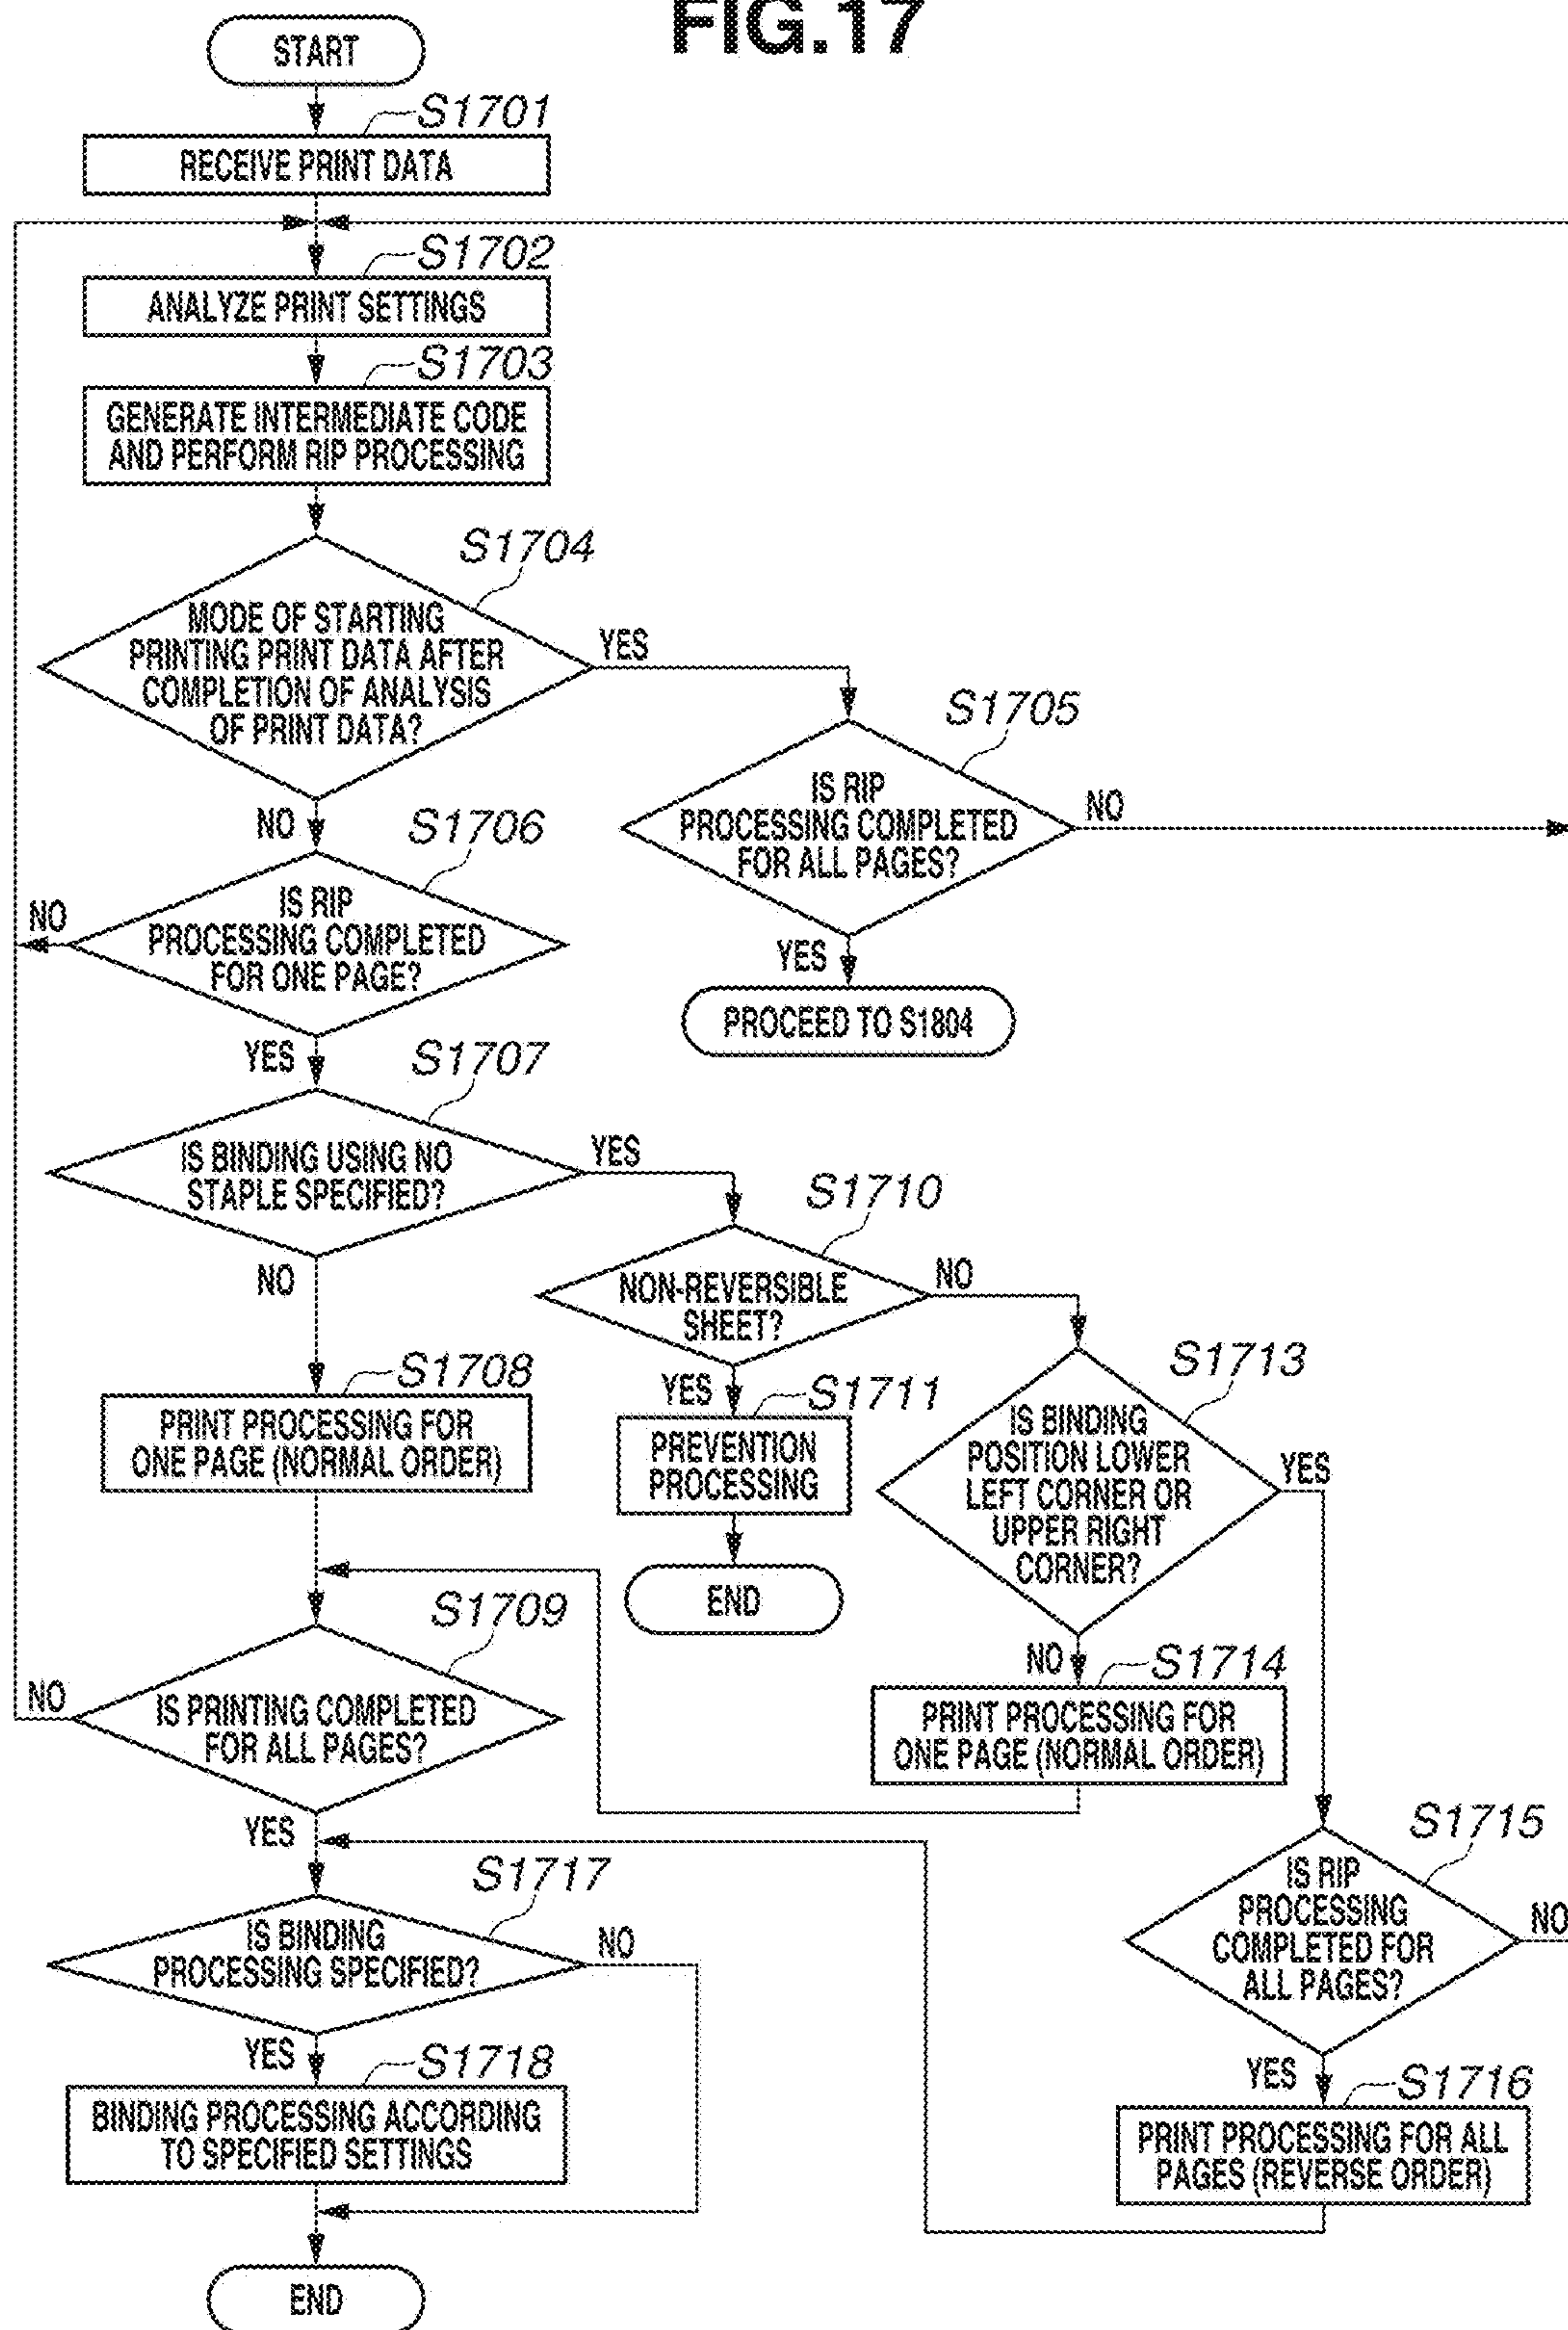 FIG.17
START
S1701
RECEIVE PRINT DATA
S1702
ANALYZE PRINT SETTINGS
S1703
GENERATE INTERMEDIATE CODE
AND PERFORM RIP PROCESSING
S1704
MODE OF STARTING
PRINTING PRINT DATA AFTER
COMPLETION OF ANALYSIS
OF PRINT DATA?
YES
NO
S1705
IS RIP
PROCESSING COMPLETED
FOR ALL PAGES?
NO
YES
PROCEED TO S1804
S1706
IS RIP
PROCESSING COMPLETED
FOR ONE PAGE?
NO
YES
S1707
IS BINDING USING NO
STAPLE SPECIFIED?
YES
NO
S1710
NON-REVERSIBLE
SHEET?
NO
YES
S1708
PRINT PROCESSING FOR
ONE PAGE (NORMAL ORDER)
S1711
PREVENTION
PROCESSING
END
S1713
IS BINDING
POSITION LOWER
LEFT CORNER OR
UPPER RIGHT
CORNER?
YES
NO
S1709
IS PRINTING COMPLETED
FOR ALL PAGES?
NO
YES
S1714
PRINT PROCESSING FOR
ONE PAGE (NORMAL ORDER)
S1715
IS RIP
PROCESSING
COMPLETED FOR
ALL PAGES?
NO
YES
S1717
IS BINDING
PROCESSING SPECIFIED?
NO
YES
S1718
BINDING PROCESSING ACCORDING
TO SPECIFIED SETTINGS
S1716
PRINT PROCESSING FOR ALL
PAGES (REVERSE ORDER)
END